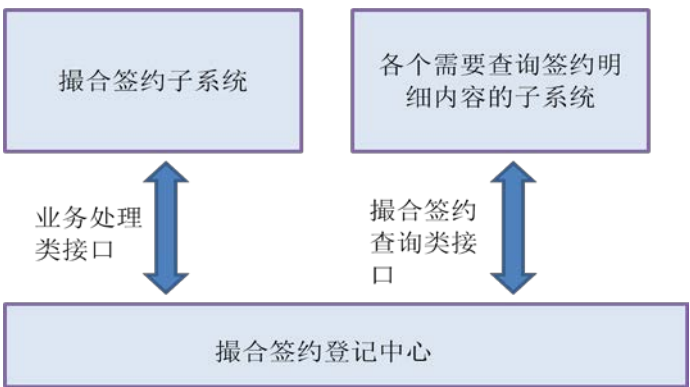 撮合签约子系统
各个需要查询签约明
细内容的子系统
业务处理
类接口
撮合签约
查询类接
口
撮合签约登记中心